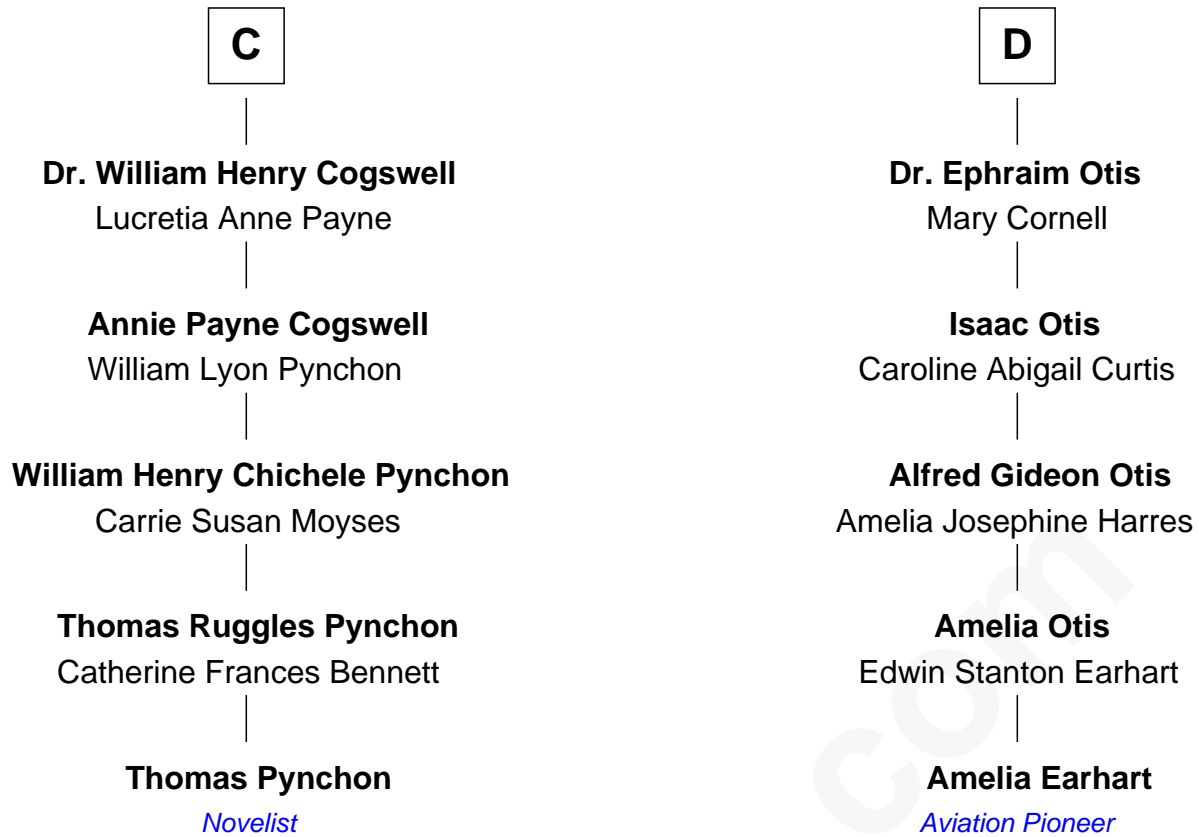 C
Dr. William Henry Cogswell
Lucretia Anne Payne
Annie Payne Cogswell
William Lyon Pynchon
William Henry Chichele Pynchon
Carrie Susan Moyses
Thomas Ruggles Pynchon
Catherine Frances Bennett
Thomas Pynchon
Novelist
D
Dr. Ephraim Otis
Mary Cornell
Isaac Otis
Caroline Abigail Curtis
Alfred Gideon Otis
Amelia Josephine Harres
Amelia Otis
Edwin Stanton Earhart
Amelia Earhart
Aviation Pioneer
com